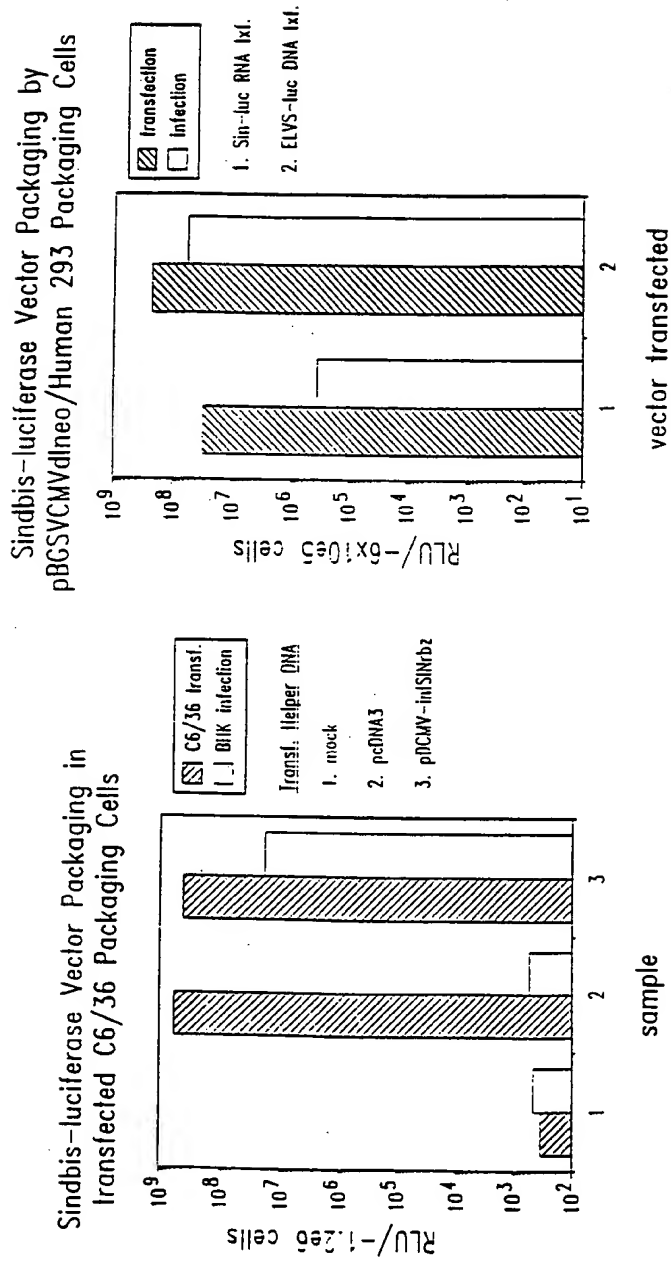 Sindbis-luciferase Vector Packaging in
transfected C6/36 Packaging Cells
C6/36 transf.
BHK infection
Transf. Helper DNA
1. mock
2. pcDNA3
3. pDCMV-intSINrbz
RLU/~1.2e6 cells
10⁹
10⁸
10⁷
10⁶
10⁵
10⁴
10³
10²
1
2
3
sample
Sindbis-luciferase Vector Packaging by
pBGSVCMVdlneo/Human 293 Packaging Cells
transfection
infection
1. Sin-luc RNA txf.
2. ELVS-luc DNA txf.
RLU/~6x10e5 cells
10⁹
10⁸
10⁷
10⁶
10⁵
10⁴
10³
10²
10¹
1
2
vector transfected